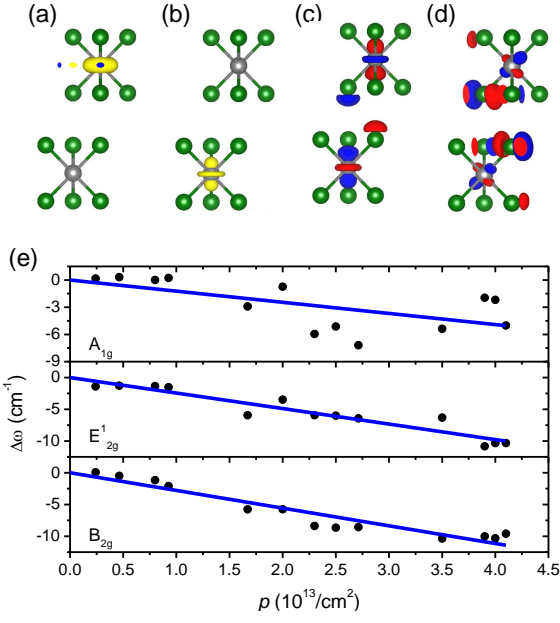 (a) (b) (c) (d)
(e)
0
-3
-6
-9
A1g
0
-5
-10
E¹2g
0
-5
-10
B2g
Δω (cm⁻¹)
0.0 0.5 1.0 1.5 2.0 2.5 3.0 3.5 4.0 4.5
p (10¹³/cm²)